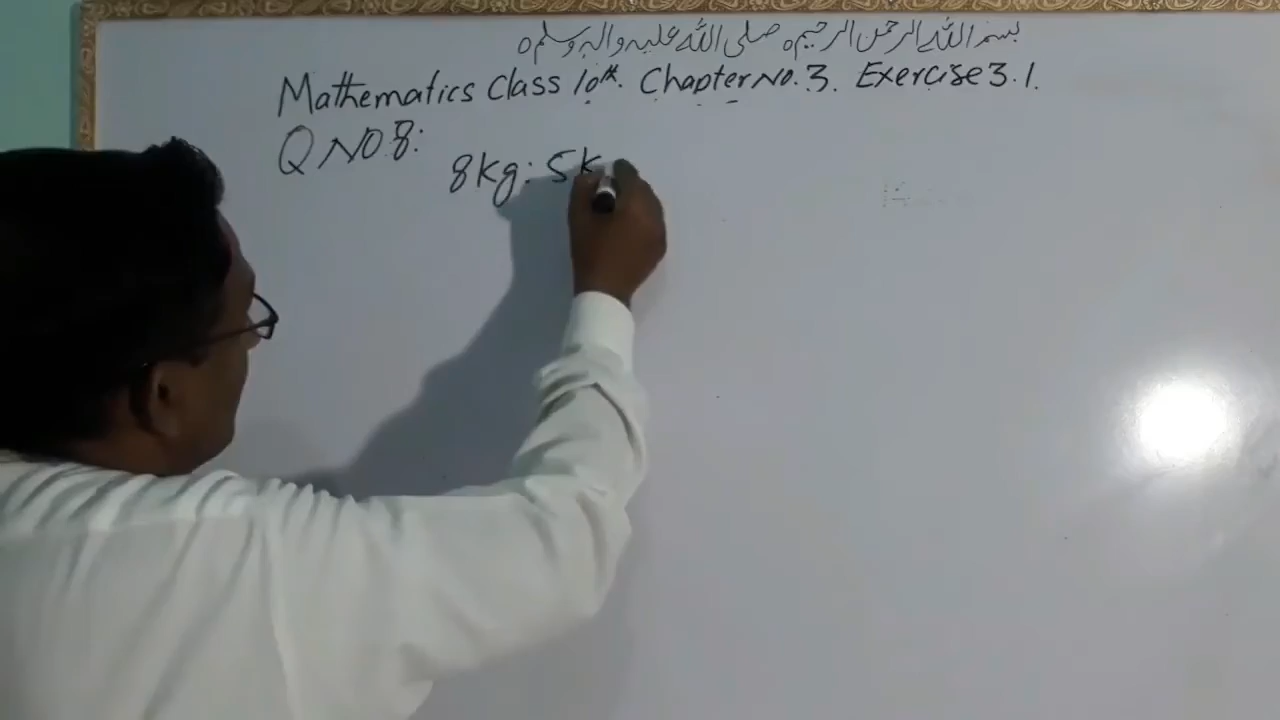 بسم اللہ الرحمن الرحیم ہ صلی اللہ علیہ والہ وسلم ہ
Mathematics Class 10th. Chapter No. 3. Exercise 3.1.
Q NO 8:
8kg: 5k